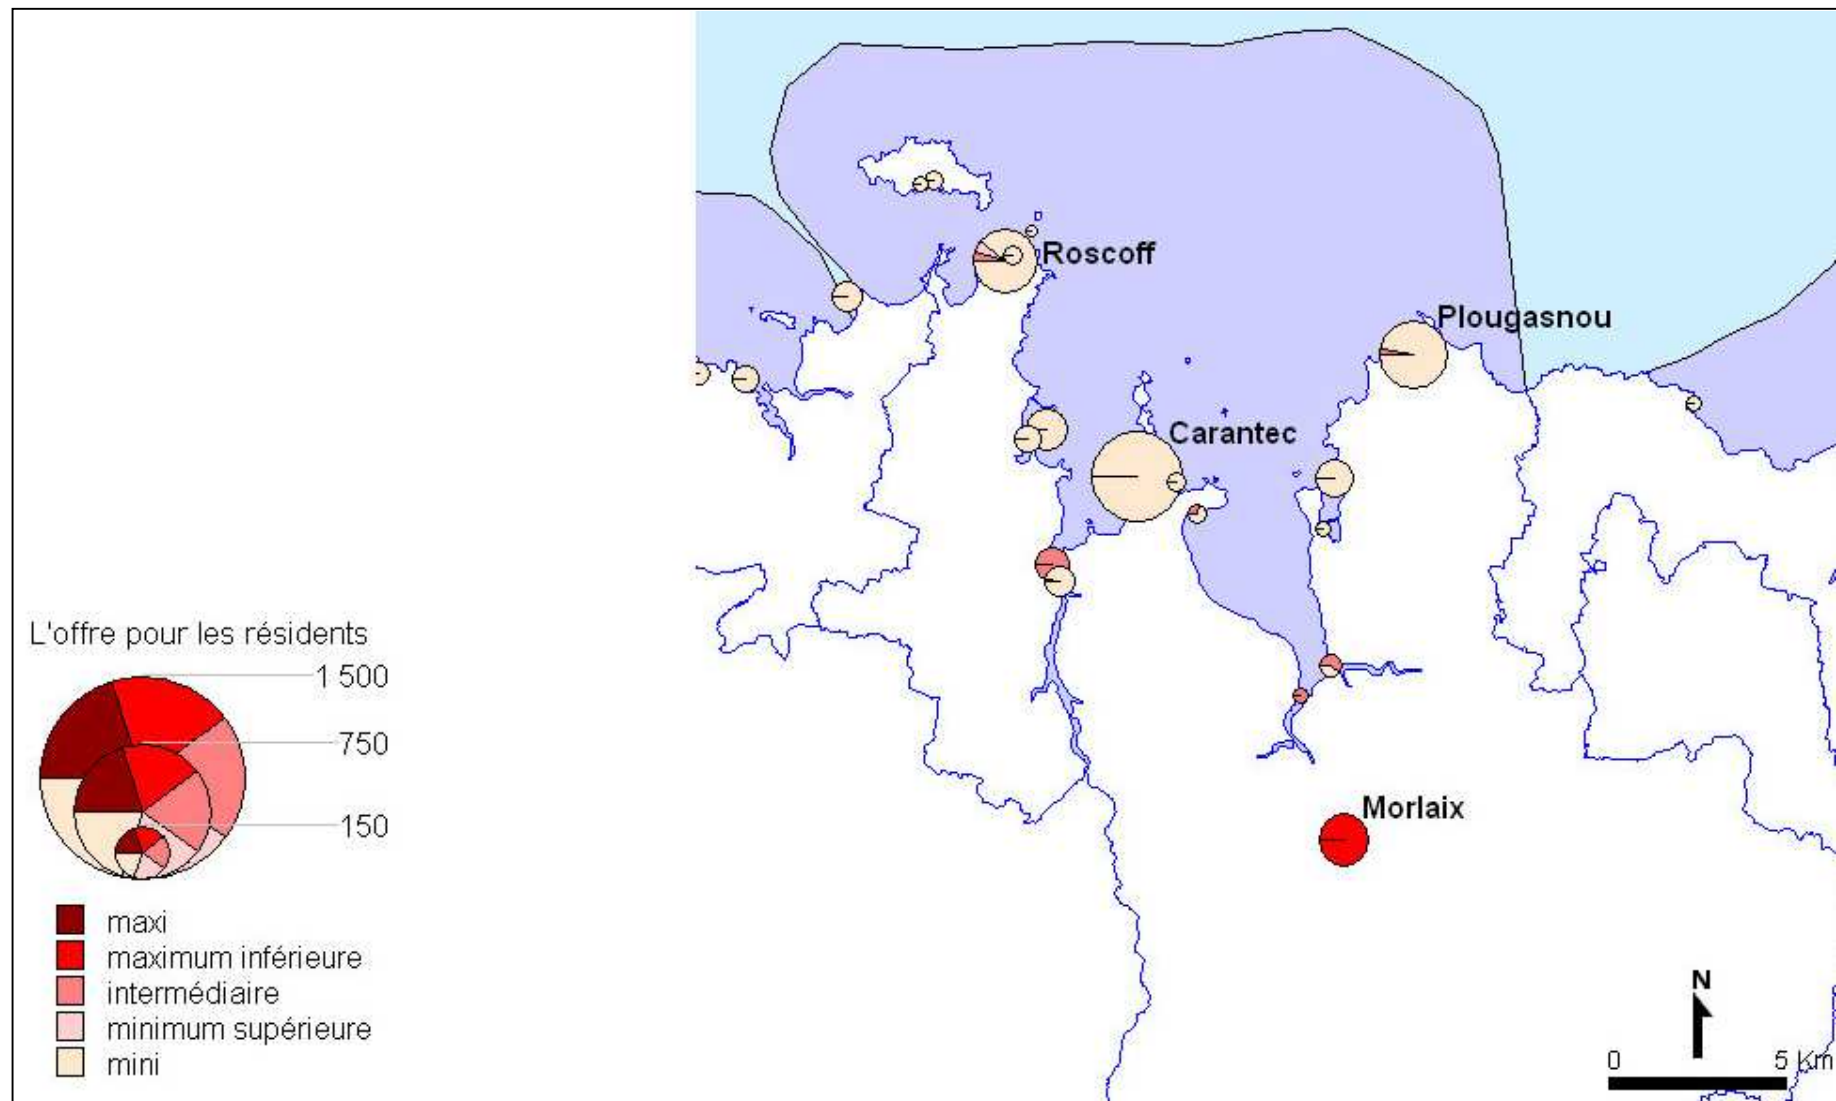 Roscoff
Plougasnou
Carantec
Morlaix
L'offre pour les résidents
1 500
750
150
maxi
maximum inférieure
intermédiaire
minimum supérieure
mini
N
0 5 Km